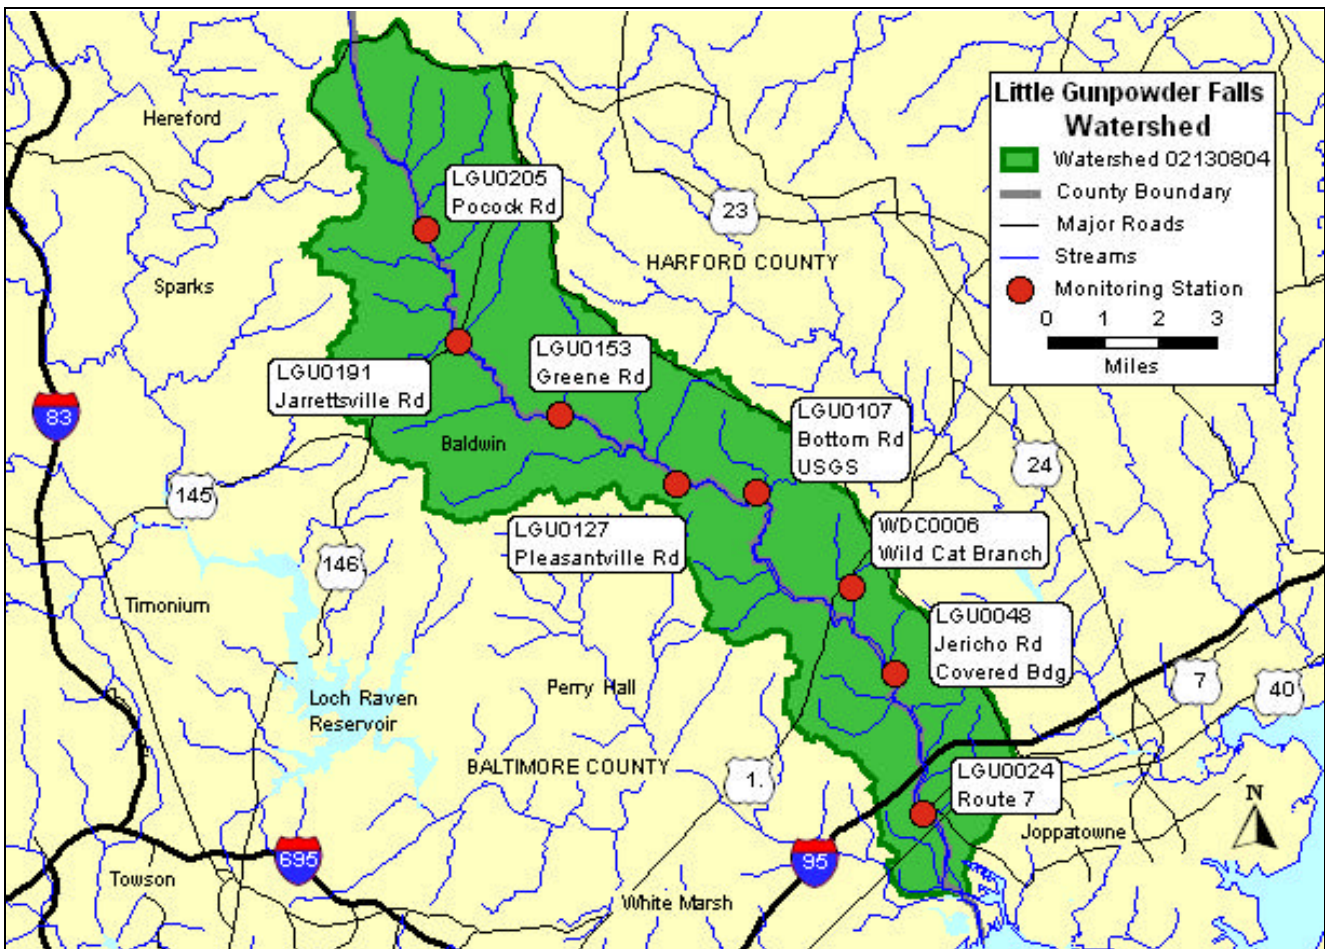 Little Gunpowder Falls
Watershed
Watershed 02130804
County Boundary
Major Roads
Streams
Monitoring Station
0 1 2 3
Miles
Hereford
LGU0205
Pocock Rd
23
HARFORD COUNTY
Sparks
LGU0153
Greene Rd
LGU0191
Jarrettsville Rd
83
LGU0107
Bottom Rd
USGS
Baldwin
24
145
LGU0127
Pleasantville Rd
WDC0006
Wild Cat Branch
146
Timonium
LGU0048
Jericho Rd
Covered Bdg
Perry Hall
7
40
Loch Raven
Reservoir
BALTIMORE COUNTY
1.
LGU0024
Route 7
N
Joppatowne
695
95
Towson
White Marsh